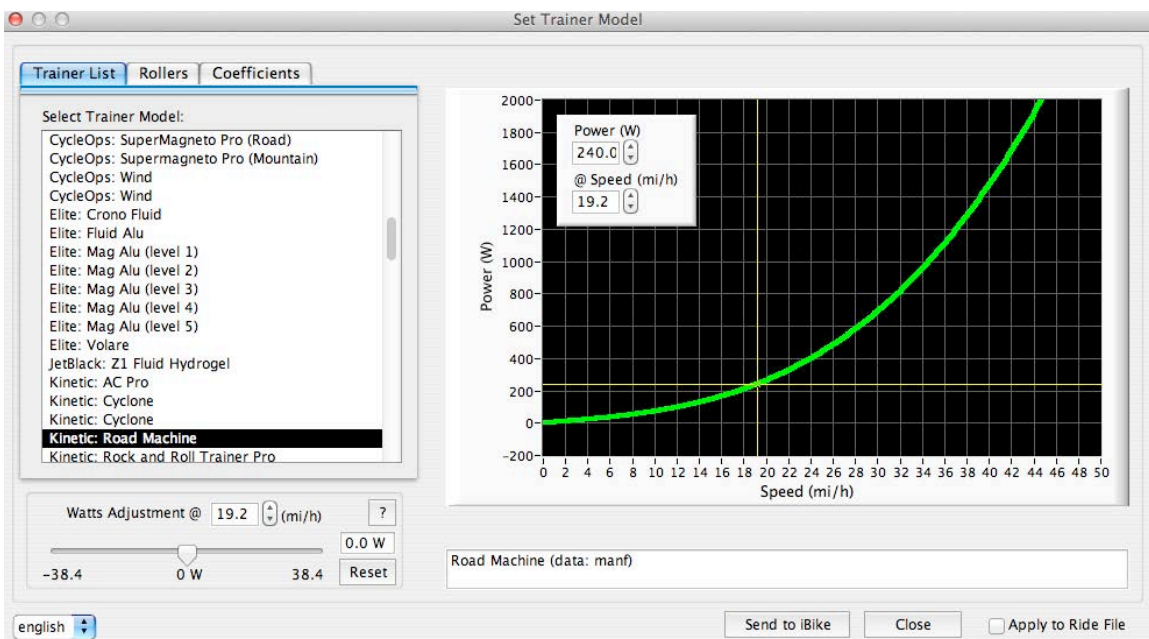 Set Trainer Model
Trainer List Rollers Coefficients
Select Trainer Model:
CycleOps: SuperMagneto Pro (Road)
CycleOps: Supermagneto Pro (Mountain)
CycleOps: Wind
CycleOps: Wind
Elite: Crono Fluid
Elite: Fluid Alu
Elite: Mag Alu (level 1)
Elite: Mag Alu (level 2)
Elite: Mag Alu (level 3)
Elite: Mag Alu (level 4)
Elite: Mag Alu (level 5)
Elite: Volare
JetBlack: Z1 Fluid Hydrogel
Kinetic: AC Pro
Kinetic: Cyclone
Kinetic: Cyclone
Kinetic: Road Machine
Kinetic: Rock and Roll Trainer Pro
Watts Adjustment @ 19.2 (mi/h) ?
0.0 W
-38.4 0 W 38.4 Reset
english
2000
1800
1600
1400
1200
1000
800
600
400
200
0
-200
Power (W)
Power (W)
240.0
@ Speed (mi/h)
19.2
0 2 4 6 8 10 12 14 16 18 20 22 24 26 28 30 32 34 36 38 40 42 44 46 48 50
Speed (mi/h)
Road Machine (data: manf)
Send to iBike Close Apply to Ride File